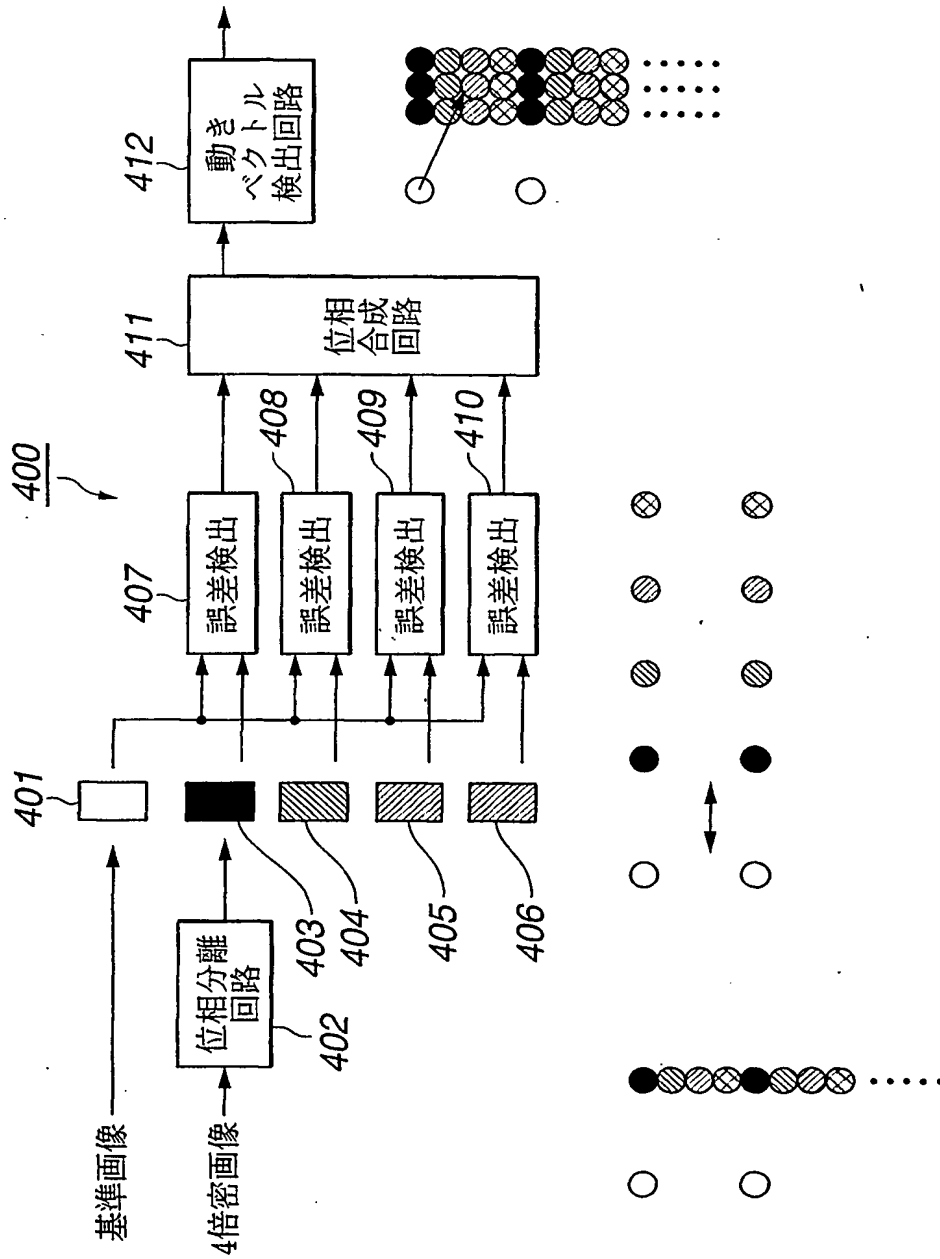 400
基準画像
401
4倍密画像
位相分離
回路
402
403
404
405
406
407
誤差検出
408
誤差検出
409
誤差検出
410
誤差検出
411
位相
合成
回路
412
動き
ベクトル
検出回路